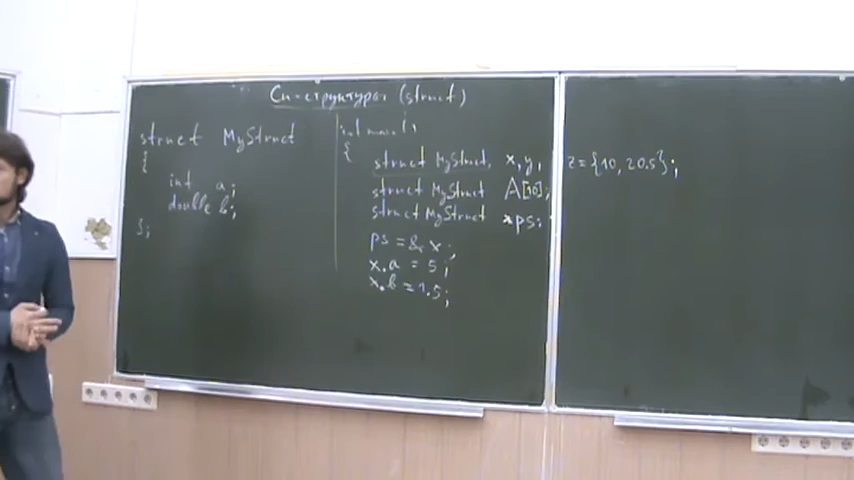 Си-структуры (struct)
struct MyStruct
{
int a;
double b;
};
int main()
{
struct MyStruct x, y, z = {10, 20.5};
struct MyStruct A[10];
struct MyStruct *ps;
ps = & x;
x.a = 5;
x.b = 1.5;